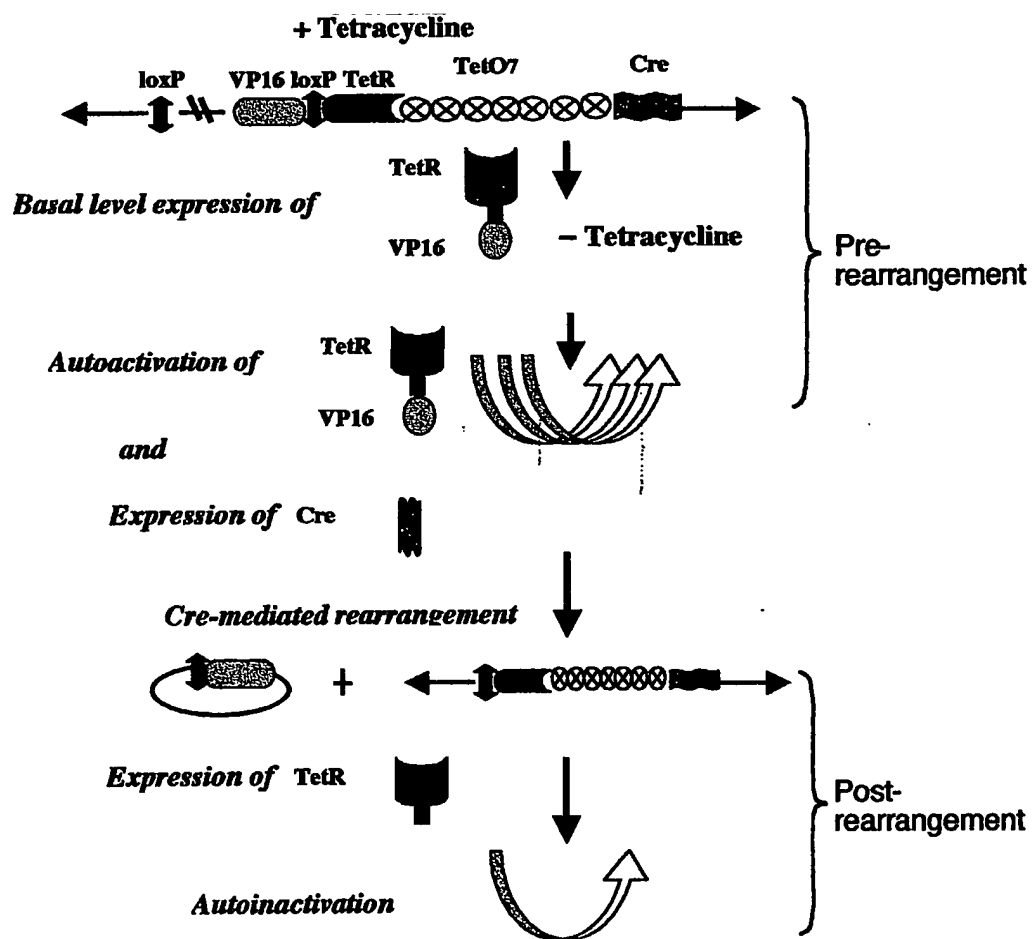 + Tetracycline
loxP VP16 loxP TetR TetO7 Cre
TetR
Basal level expression of
VP16 – Tetracycline
Pre-
rearrangement
TetR
Autoactivation of
VP16
and
Expression of Cre
Cre-mediated rearrangement
+
Expression of TetR
Post-
rearrangement
Autoinactivation